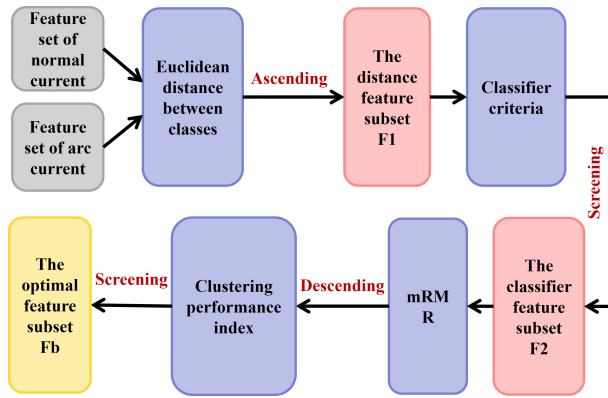 Feature
set of
normal
current
Feature
set of arc
current
Euclidean
distance
between
classes
Ascending
The
distance
feature
subset
F1
Classifier
criteria
Screening
The
classifier
feature
subset
F2
mRM
R
Descending
Clustering
performance
index
Screening
The
optimal
feature
subset
Fb